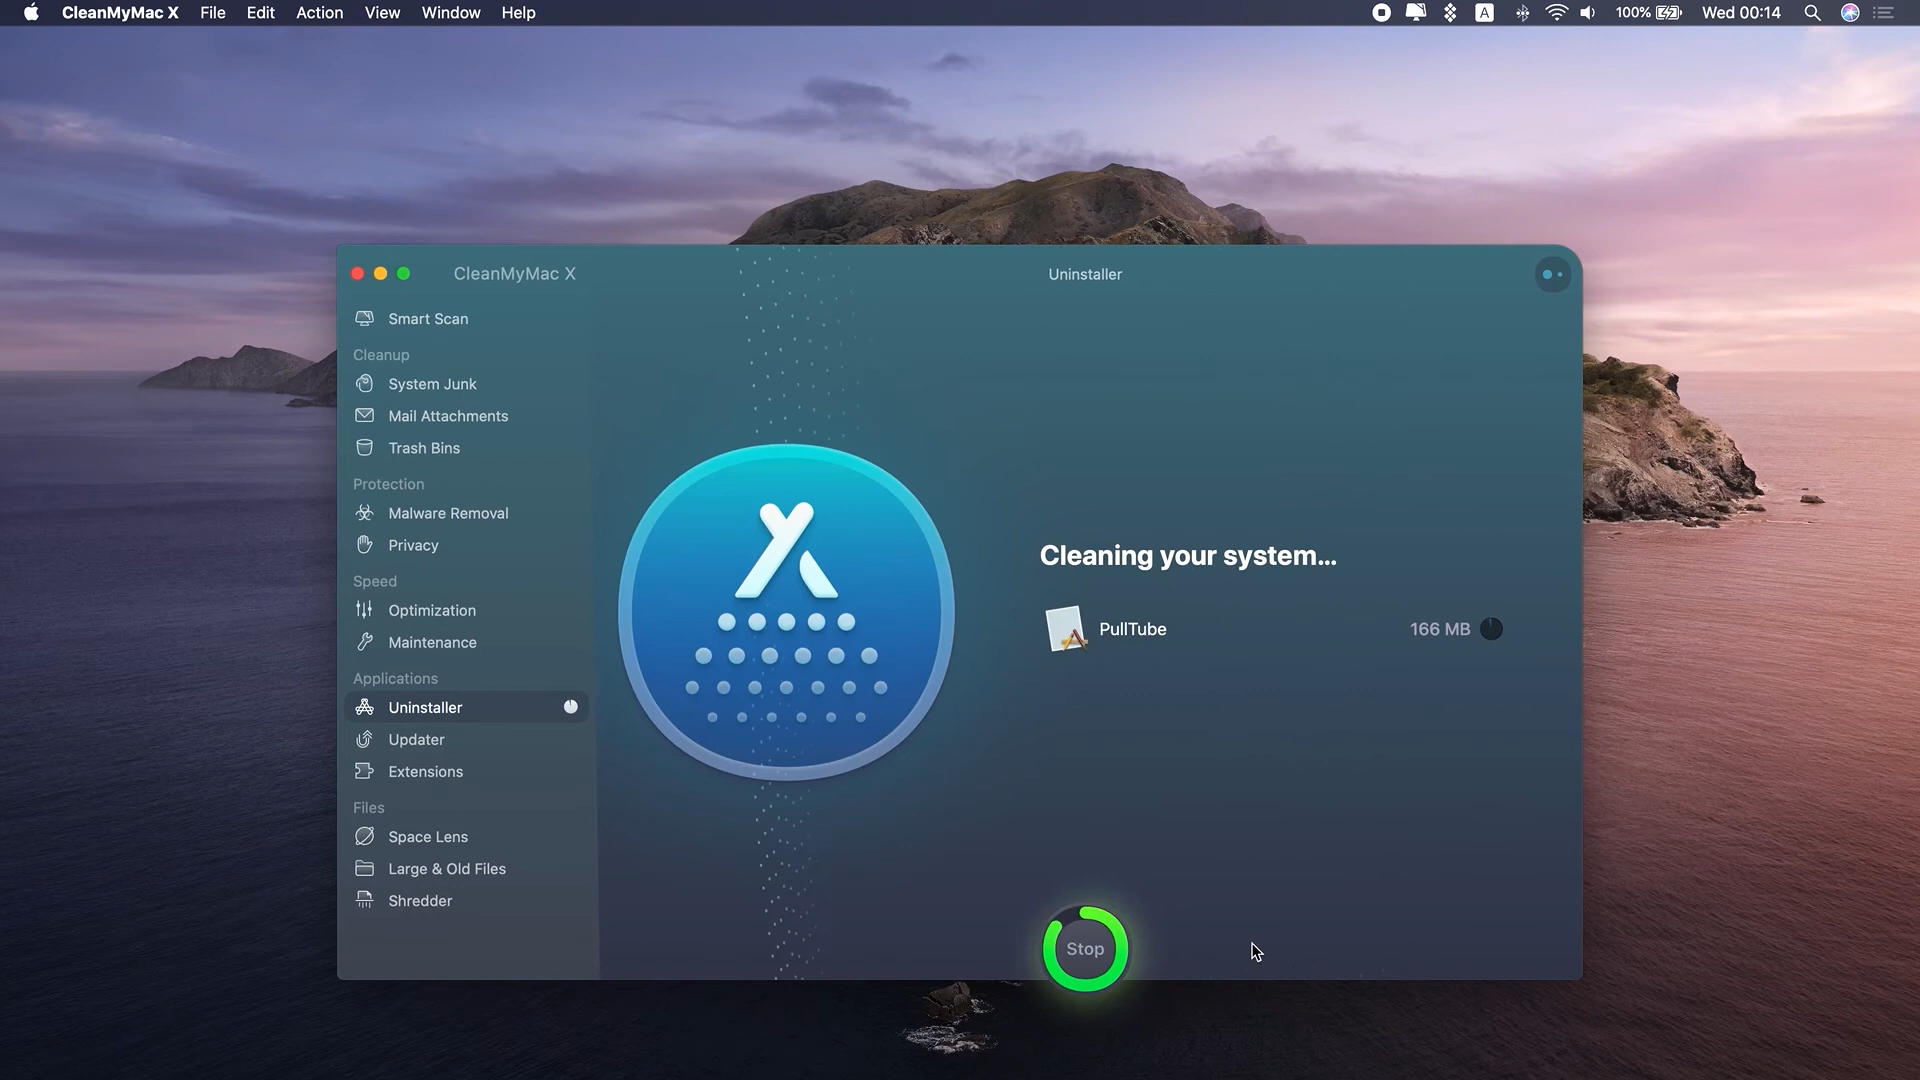 CleanMyMac X File Edit Action View Window Help
A 100% Wed 00:14
CleanMyMac X
Uninstaller
Smart Scan
Cleanup
System Junk
Mail Attachments
Trash Bins
Protection
Malware Removal
Privacy
Speed
Optimization
Maintenance
Applications
Uninstaller
Updater
Extensions
Files
Space Lens
Large & Old Files
Shredder
Cleaning your system...
PullTube 166 MB
Stop